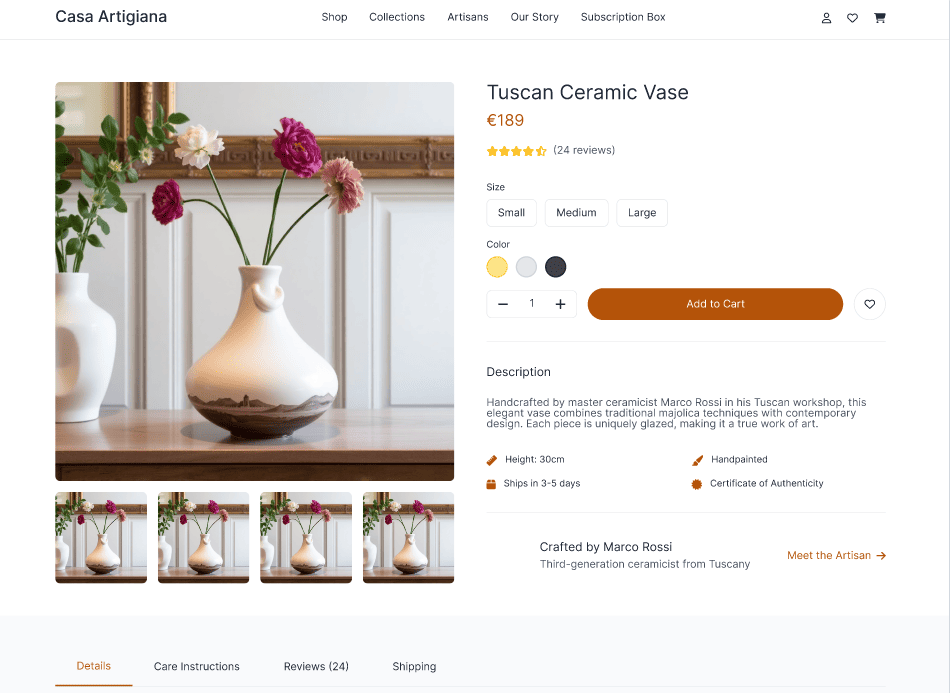 Casa Artigiana
Shop Collections Artisans Our Story Subscription Box
Tuscan Ceramic Vase
€189
(24 reviews)
Size
Small Medium Large
Color
1 Add to Cart
Description
Handcrafted by master ceramicist Marco Rossi in his Tuscan workshop, this
elegant vase combines traditional majolica techniques with contemporary
design. Each piece is uniquely glazed, making it a true work of art.
Height: 30cm Handpainted
Ships in 3-5 days Certificate of Authenticity
Crafted by Marco Rossi
Third-generation ceramicist from Tuscany
Meet the Artisan →
Details Care Instructions Reviews (24) Shipping